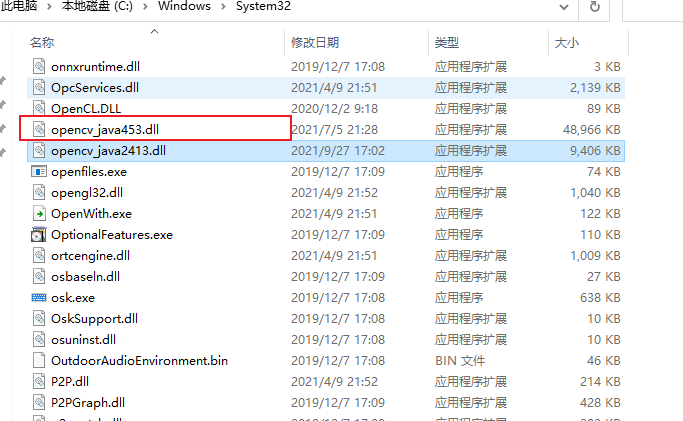 此电脑 > 本地磁盘 (C:) > Windows > System32
名称 修改日期 类型 大小
onnxruntime.dll 2019/12/7 17:08 应用程序扩展 3 KB
OpcServices.dll 2021/4/9 21:51 应用程序扩展 2,139 KB
OpenCL.DLL 2020/12/2 9:18 应用程序扩展 89 KB
opencv_java453.dll 2021/7/5 21:28 应用程序扩展 48,966 KB
opencv_java2413.dll 2021/9/27 17:02 应用程序扩展 9,406 KB
openfiles.exe 2019/12/7 17:09 应用程序 74 KB
opengl32.dll 2021/4/9 21:52 应用程序扩展 1,040 KB
OpenWith.exe 2021/4/9 21:51 应用程序 122 KB
OptionalFeatures.exe 2019/12/7 17:09 应用程序 110 KB
ortcengine.dll 2021/4/9 21:51 应用程序扩展 1,009 KB
osbaseln.dll 2019/12/7 17:09 应用程序扩展 27 KB
osk.exe 2019/12/7 17:08 应用程序 638 KB
OskSupport.dll 2019/12/7 17:08 应用程序扩展 10 KB
osuninst.dll 2019/12/7 17:08 应用程序扩展 10 KB
OutdoorAudioEnvironment.bin 2019/12/7 17:08 BIN 文件 46 KB
P2P.dll 2021/4/9 21:52 应用程序扩展 214 KB
P2PGraph.dll 2019/12/7 17:09 应用程序扩展 428 KB